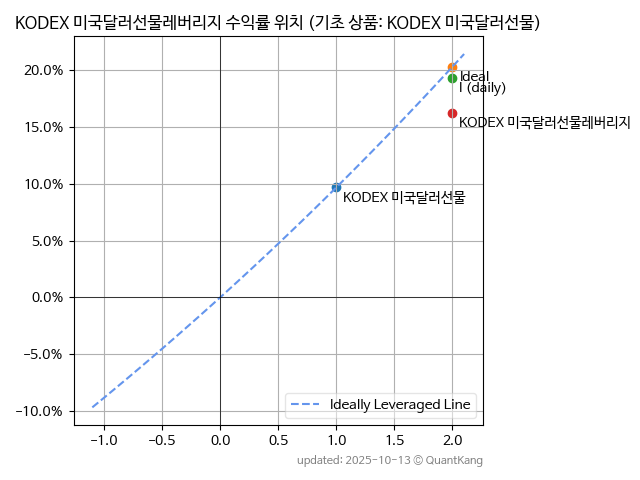 KODEX 미국달러선물레버리지 수익률 위치 (기초 상품: KODEX 미국달러선물)
20.0%
15.0%
10.0%
5.0%
0.0%
-5.0%
-10.0%
Ideal
I (daily)
KODEX 미국달러선물레버리지
KODEX 미국달러선물
Ideally Leveraged Line
-1.0 -0.5 0.0 0.5 1.0 1.5 2.0
updated: 2025-10-13 © QuantKang